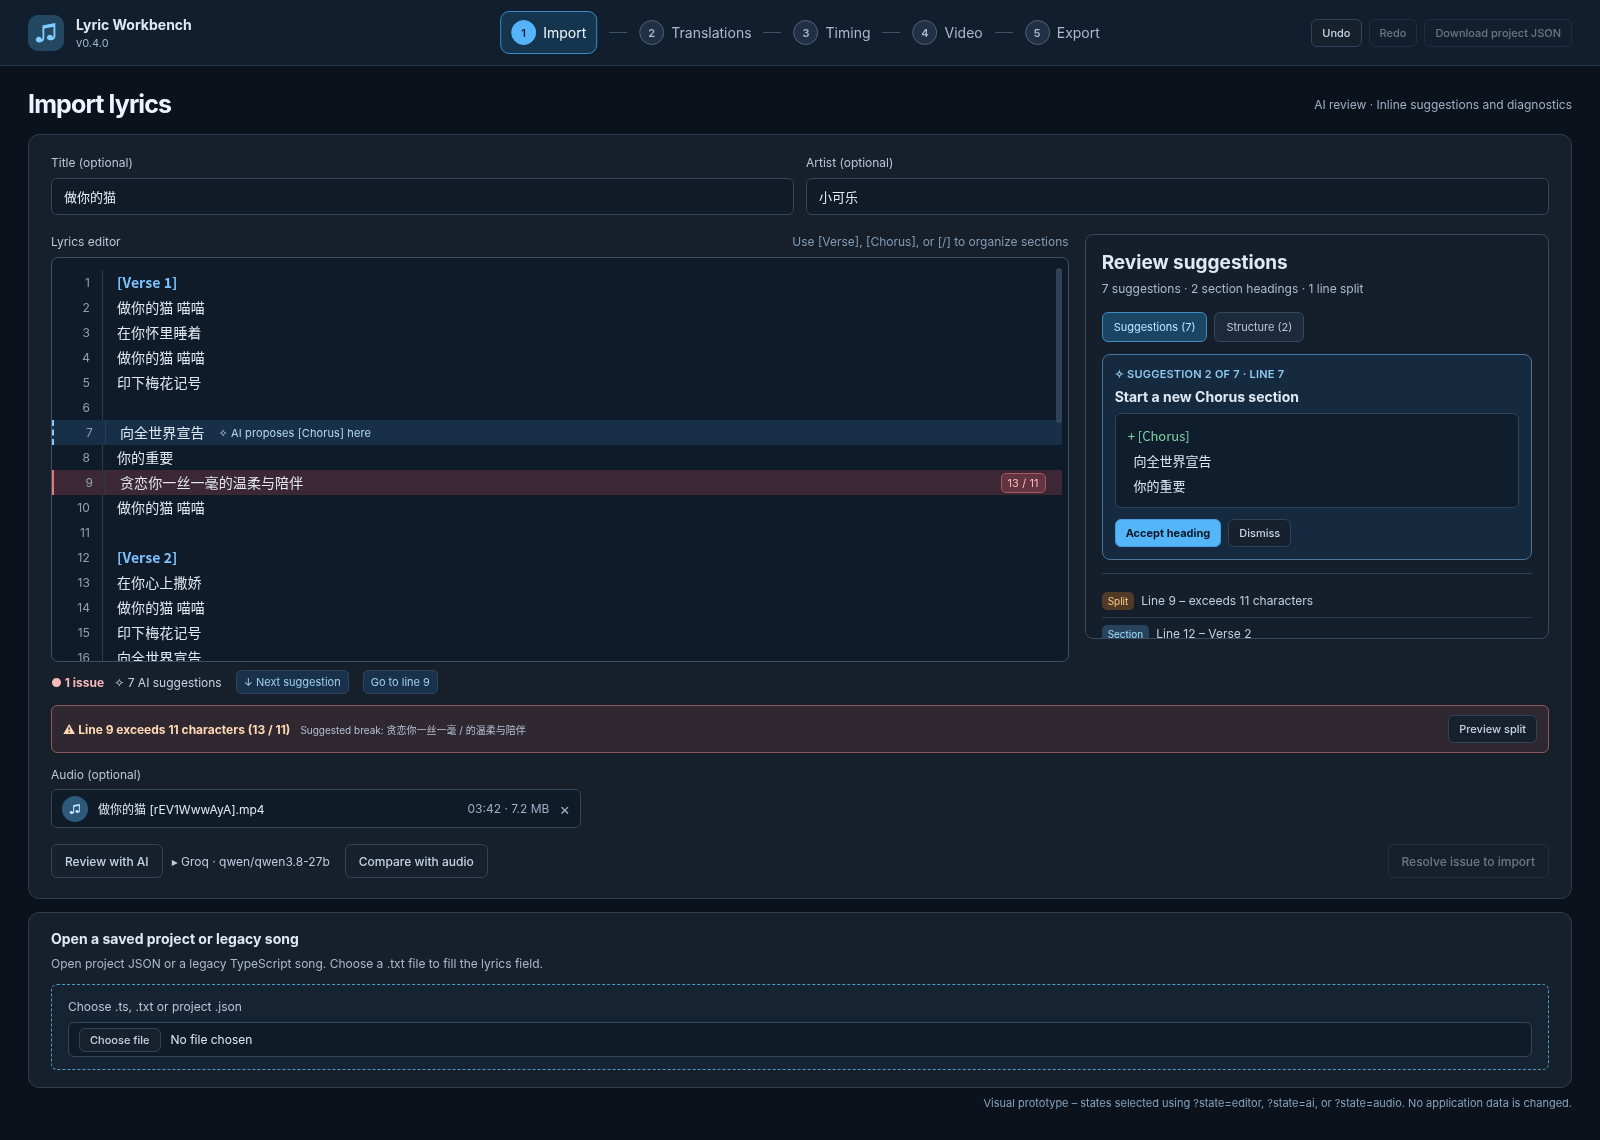 Lyric Workbench
v0.4.0
1 Import
2 Translations
3 Timing
4 Video
5 Export
Undo
Redo
Download project JSON
Import lyrics
AI review · Inline suggestions and diagnostics
Title (optional)
做你的猫
Artist (optional)
小可乐
Lyrics editor
Use [Verse], [Chorus], or [/] to organize sections
1 [Verse 1]
2 做你的猫 喵喵
3 在你怀里睡着
4 做你的猫 喵喵
5 印下梅花记号
6
7 向全世界宣告 ✧ AI proposes [Chorus] here
8 你的重要
9 贪恋你一丝一毫的温柔与陪伴 13 / 11
10 做你的猫 喵喵
11
12 [Verse 2]
13 在你心上撒娇
14 做你的猫 喵喵
15 印下梅花记号
16 向全世界宣告
Review suggestions
7 suggestions · 2 section headings · 1 line split
Suggestions (7)
Structure (2)
✧ SUGGESTION 2 OF 7 · LINE 7
Start a new Chorus section
+ [Chorus]
向全世界宣告
你的重要
Accept heading
Dismiss
Split Line 9 – exceeds 11 characters
Section Line 12 – Verse 2
1 issue
✧ 7 AI suggestions
↓ Next suggestion
Go to line 9
⚠ Line 9 exceeds 11 characters (13 / 11) Suggested break: 贪恋你一丝一毫 / 的温柔与陪伴
Preview split
Audio (optional)
做你的猫 [rEV1WwwAyA].mp4
03:42 · 7.2 MB ×
Review with AI
▸ Groq · qwen/qwen3.8-27b
Compare with audio
Resolve issue to import
Open a saved project or legacy song
Open project JSON or a legacy TypeScript song. Choose a .txt file to fill the lyrics field.
Choose .ts, .txt or project .json
Choose file
No file chosen
Visual prototype – states selected using ?state=editor, ?state=ai, or ?state=audio. No application data is changed.